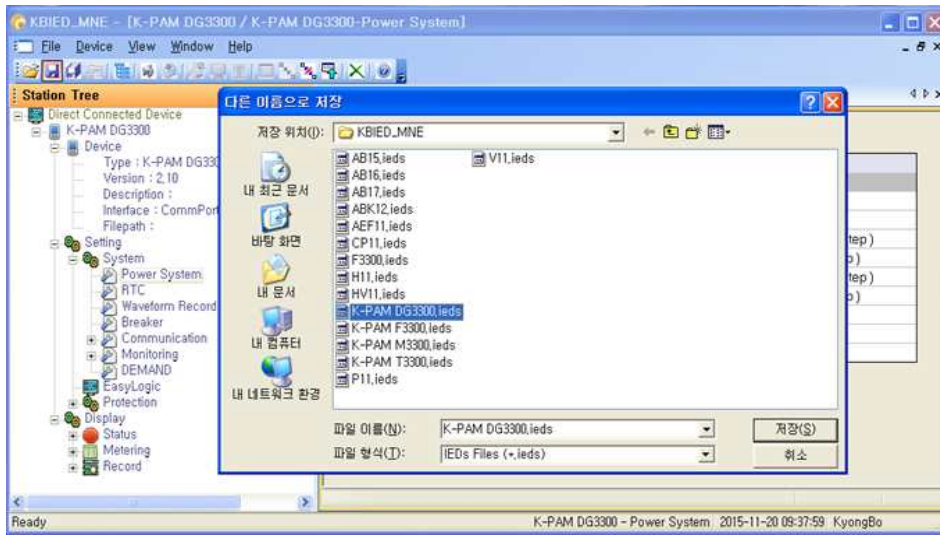 KBIED_MNE - [K-PAM DG3300 / K-PAM DG3300-Power System]
File Device View Window Help
Station Tree
Direct Connected Device
K-PAM DG3300
Device
Type : K-PAM DG330
Version : 2,10
Description :
Interface : CommPort
Filepath :
Setting
System
Power System
RTC
Waveform Record
Breaker
Communication
Monitoring
DEMAND
EasyLogic
Protection
Display
Status
Metering
Record
다른 이름으로 저장
저장 위치(I):
KBIED_MNE
내 최근 문서
바탕 화면
내 문서
내 컴퓨터
내 네트워크 환경
AB15,ieds
AB16,ieds
AB17,ieds
ABK12,ieds
AEF11,ieds
CP11,ieds
F3300,ieds
H11,ieds
HV11,ieds
K-PAM DG3300,ieds
K-PAM F3300,ieds
K-PAM M3300,ieds
K-PAM T3300,ieds
P11,ieds
V11,ieds
파일 이름(N):
K-PAM DG3300,ieds
저장(S)
파일 형식(T):
IEDs Files (*,ieds)
취소
tep )
o )
tep )
o )
Ready
K-PAM DG3300 - Power System 2015-11-20 09:37:59 KyongBo